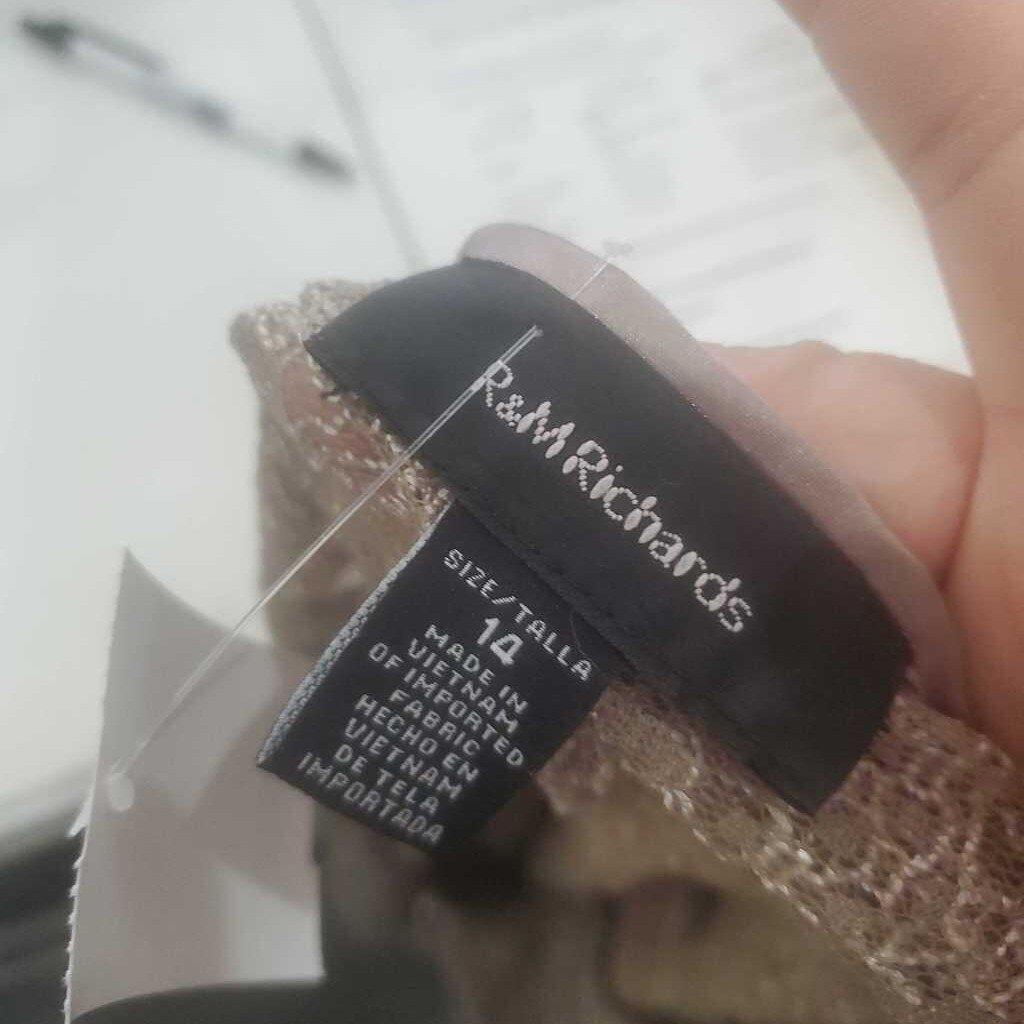 R&M Richards
SIZE/TALLA
14
MADE IN
VIETNAM
OF IMPORTED
FABRIC
HECHO EN
VIETNAM
DE TELA
IMPORTADA